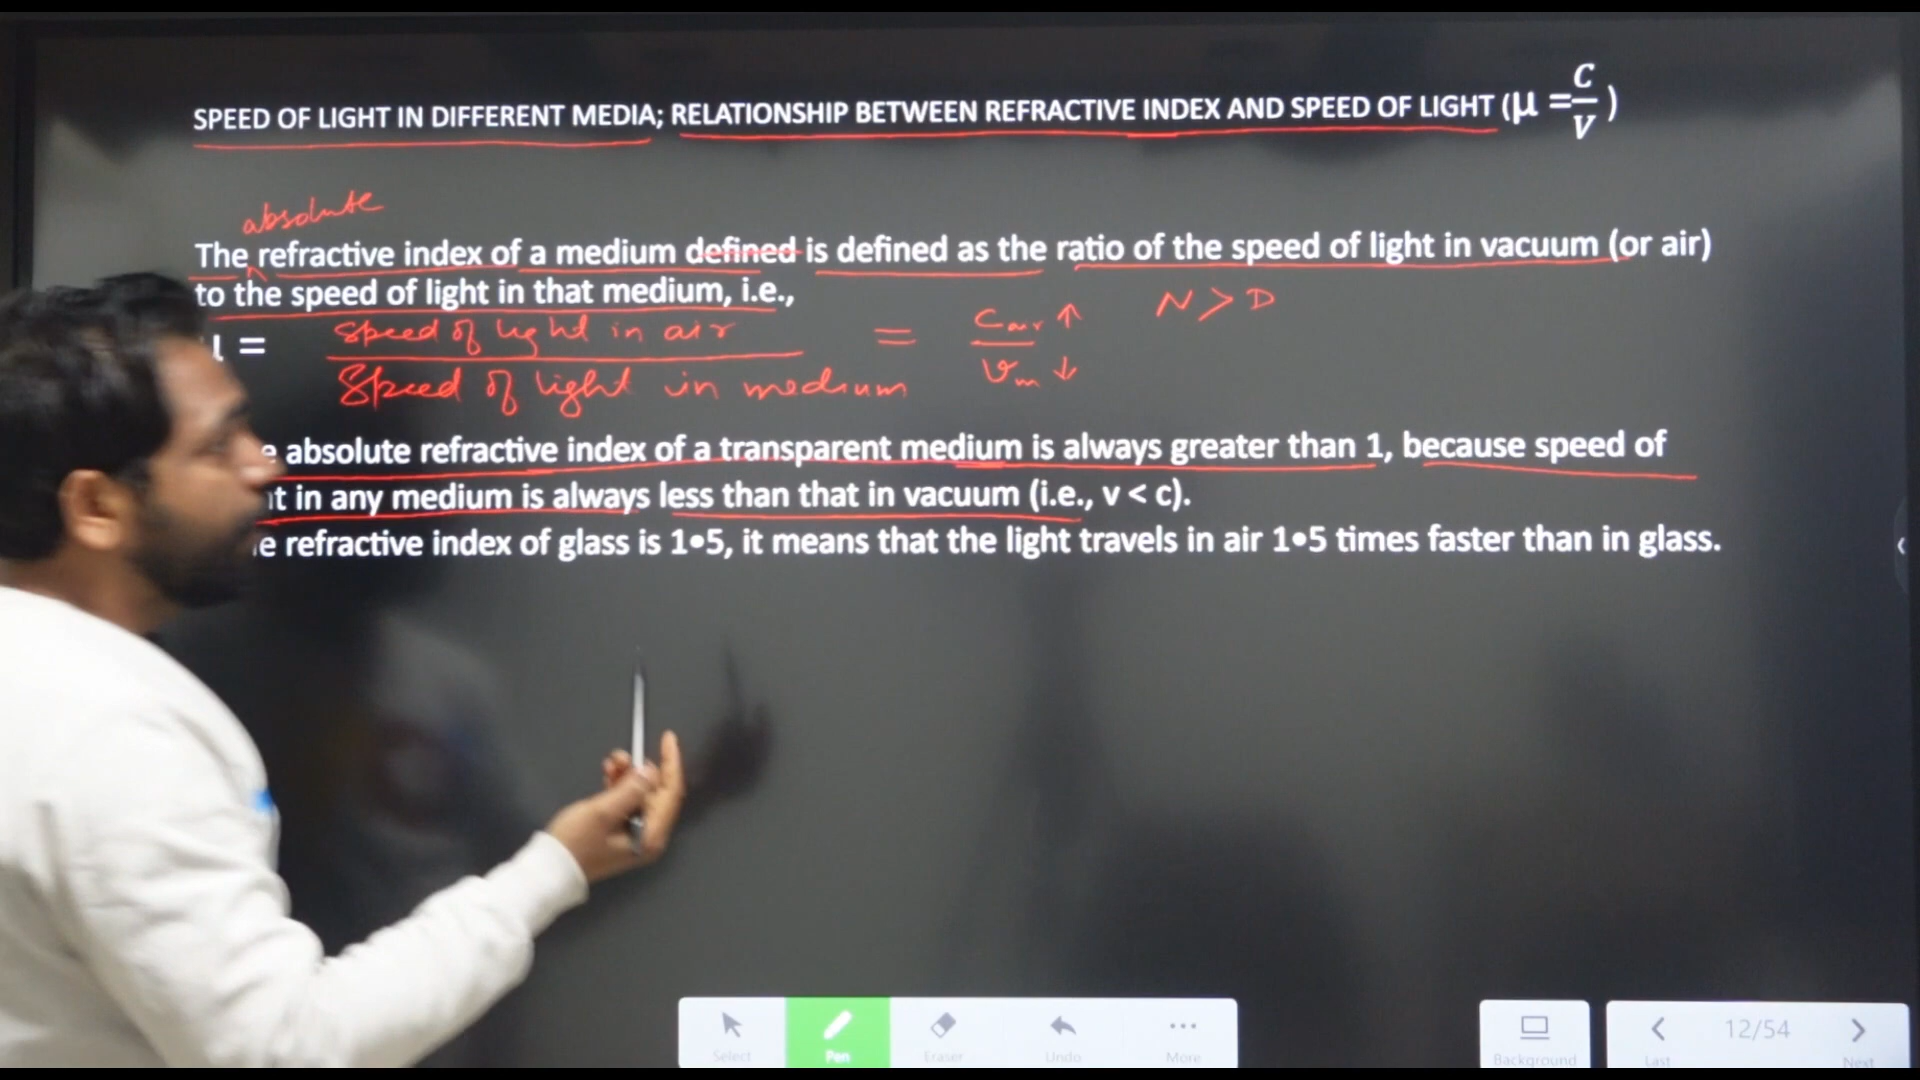 SPEED OF LIGHT IN DIFFERENT MEDIA; RELATIONSHIP BETWEEN REFRACTIVE INDEX AND SPEED OF LIGHT (μ = C/V )
absolute
The refractive index of a medium defined is defined as the ratio of the speed of light in vacuum (or air)
to the speed of light in that medium, i.e.,
μ = Speed of light in air / Speed of light in medium = C air ↑ / v m ↓ N > D
absolute refractive index of a transparent medium is always greater than 1, because speed of
in any medium is always less than that in vacuum (i.e., v < c).
refractive index of glass is 1•5, it means that the light travels in air 1•5 times faster than in glass.
Select Pen Eraser Undo More Background Last 12/54 Next